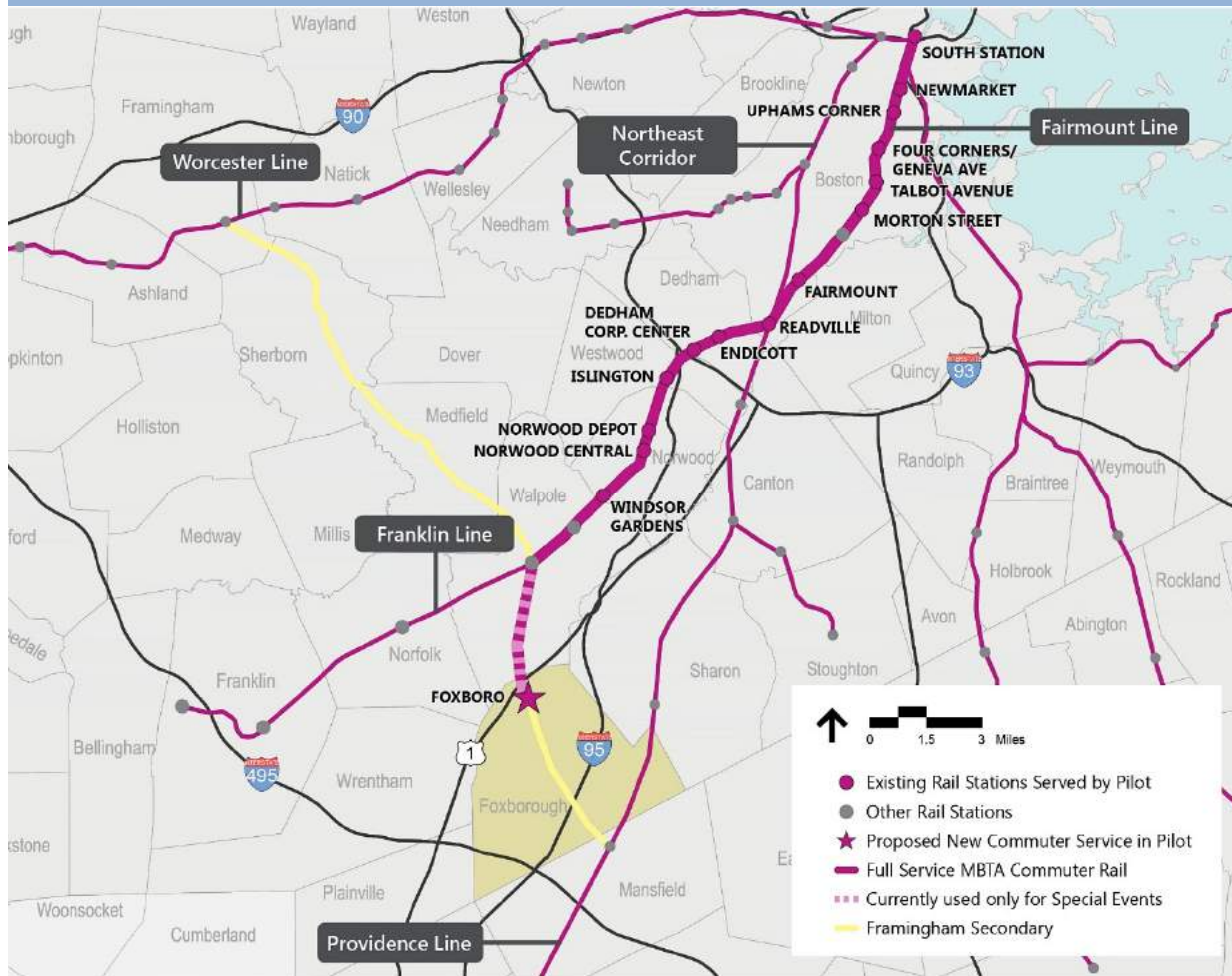 Weston
Wayland
SOUTH STATION
Newton
Brookline
NEWMARKET
Framingham
INTERSTATE
90
UPHAMS CORNER
Northeast
Corridor
Fairmount Line
Worcester Line
FOUR CORNERS/
GENEVA AVE
Natick
Wellesley
Boston
TALBOT AVENUE
Needham
MORTON STREET
Dedham
Ashland
FAIRMOUNT
DEDHAM
CORP. CENTER
READVILLE
Milton
Sherborn
Dover
Westwood
ENDICOTT
ISLINGTON
Quincy
93
Medfield
Holliston
NORWOOD DEPOT
NORWOOD CENTRAL
Norwood
Randolph
Weymouth
Canton
Braintree
Walpole
WINDSOR
GARDENS
Franklin Line
Medway
Millis
Holbrook
Rockland
Avon
Abington
Norfolk
Stoughton
Sharon
Franklin
FOXBORO
Bellingham
1
INTERSTATE
95
INTERSTATE
495
Wrentham
Foxborough
0 1.5 3 Miles
Existing Rail Stations Served by Pilot
Other Rail Stations
Proposed New Commuter Service in Pilot
Full Service MBTA Commuter Rail
Currently used only for Special Events
Framingham Secondary
Plainville
Mansfield
Woonsocket
Cumberland
Providence Line